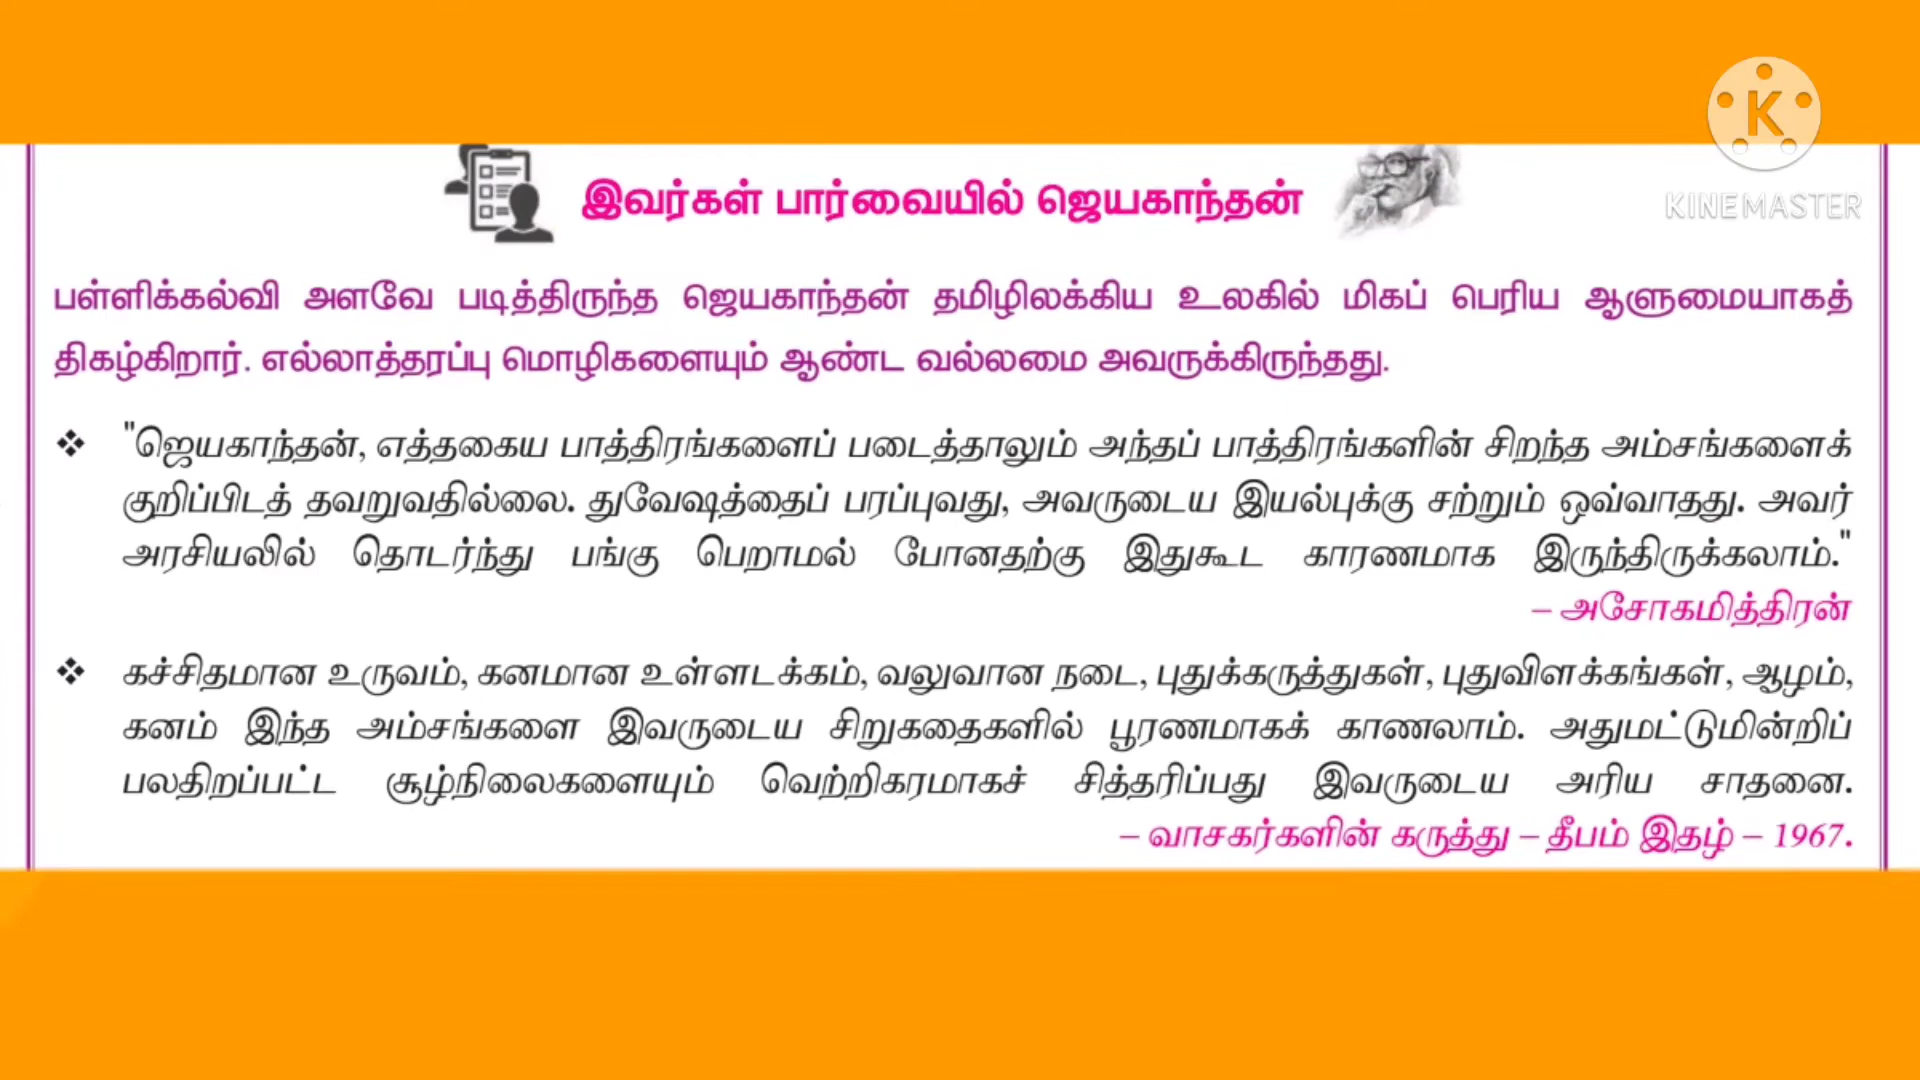 K
KINEMASTER
இவர்கள் பார்வையில் ஜெயகாந்தன்
பள்ளிக்கல்வி அளவே படித்திருந்த ஜெயகாந்தன் தமிழிலக்கிய உலகில் மிகப் பெரிய ஆளுமையாகத்
திகழ்கிறார். எல்லாத்தரப்பு மொழிகளையும் ஆண்ட வல்லமை அவருக்கிருந்தது.
❖ "ஜெயகாந்தன், எத்தகைய பாத்திரங்களைப் படைத்தாலும் அந்தப் பாத்திரங்களின் சிறந்த அம்சங்களைக்
குறிப்பிடத் தவறுவதில்லை. துவேஷத்தைப் பரப்புவது, அவருடைய இயல்புக்கு சற்றும் ஒவ்வாதது. அவர்
அரசியலில் தொடர்ந்து பங்கு பெறாமல் போனதற்கு இதுகூட காரணமாக இருந்திருக்கலாம்."
– அசோகமித்திரன்
❖ கச்சிதமான உருவம், கனமான உள்ளடக்கம், வலுவான நடை, புதுக்கருத்துகள், புதுவிளக்கங்கள், ஆழம்,
கனம் இந்த அம்சங்களை இவருடைய சிறுகதைகளில் பூரணமாகக் காணலாம். அதுமட்டுமின்றிப்
பலதிறப்பட்ட சூழ்நிலைகளையும் வெற்றிகரமாகச் சித்தரிப்பது இவருடைய அரிய சாதனை.
– வாசகர்களின் கருத்து – தீபம் இதழ் – 1967.